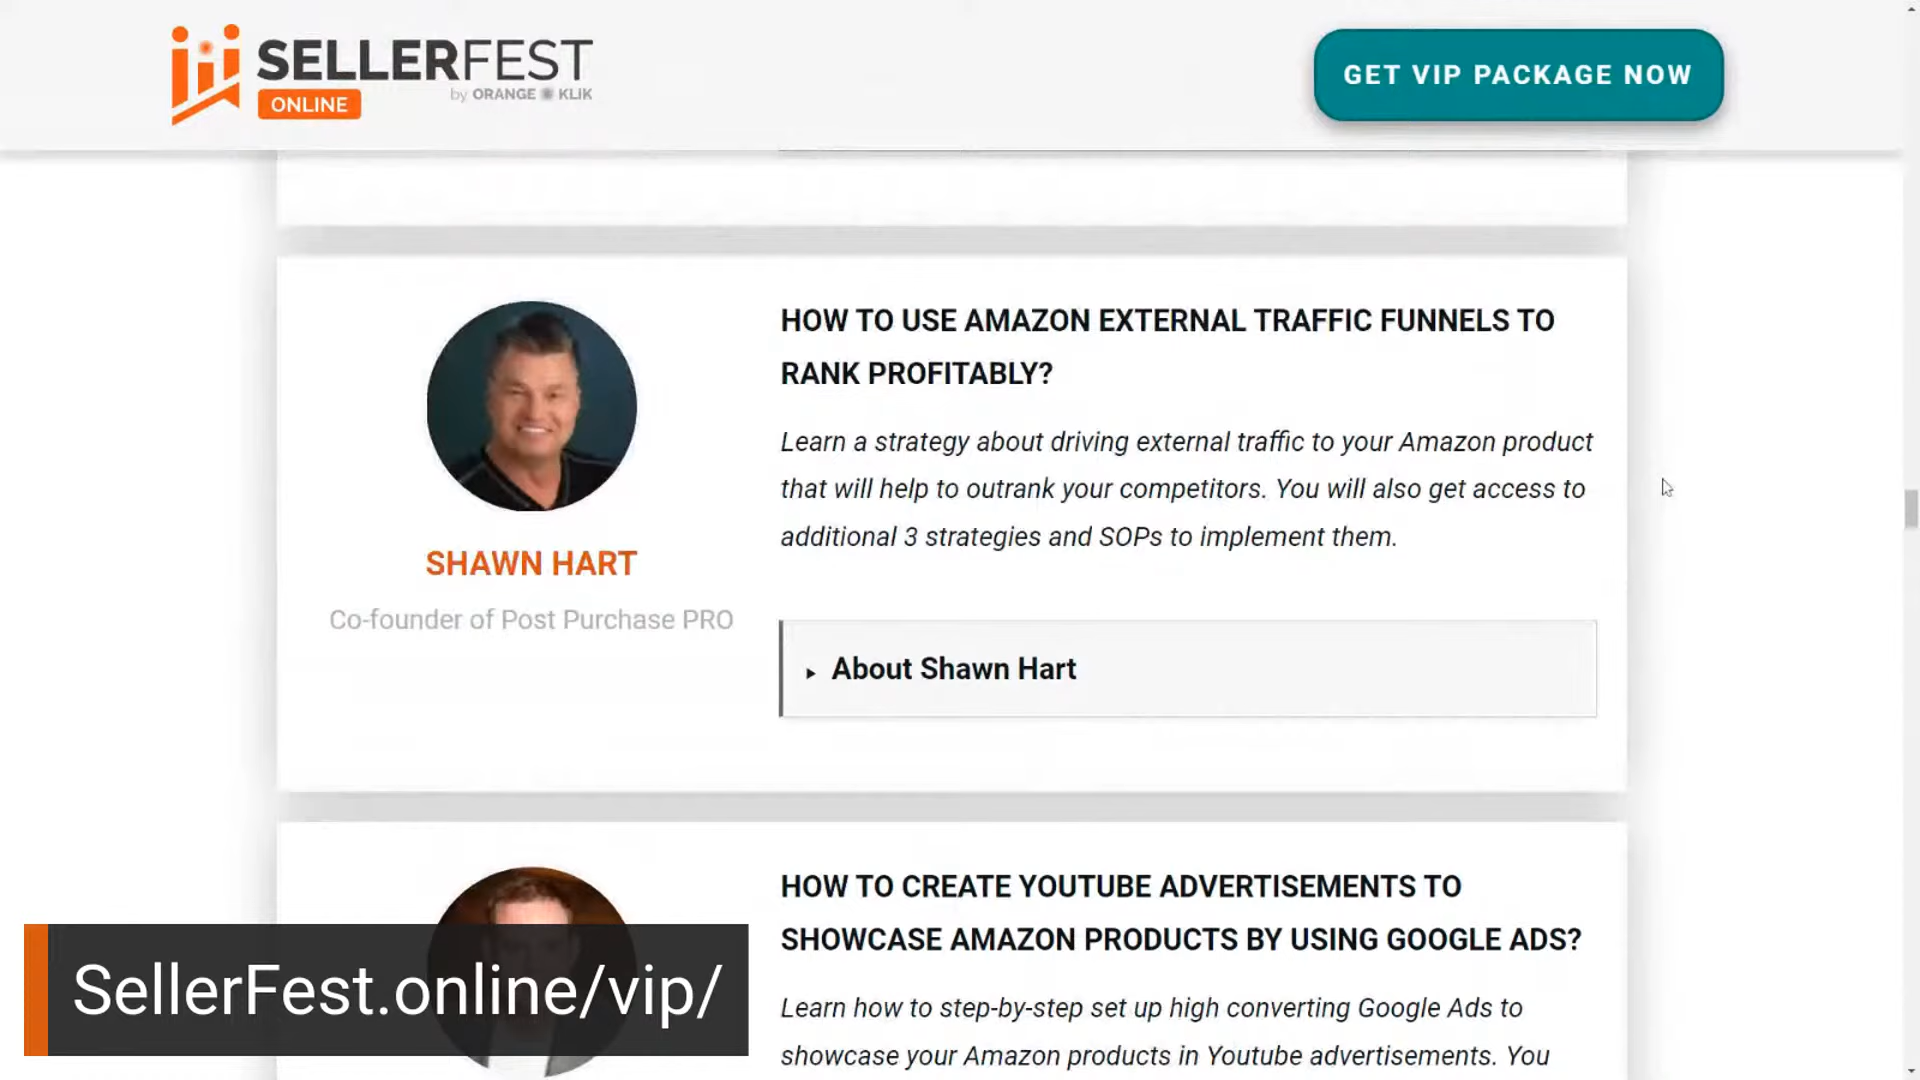 SELLERFEST
by ORANGE KLIK
ONLINE
GET VIP PACKAGE NOW
HOW TO USE AMAZON EXTERNAL TRAFFIC FUNNELS TO
RANK PROFITABLY?
Learn a strategy about driving external traffic to your Amazon product
that will help to outrank your competitors. You will also get access to
additional 3 strategies and SOPs to implement them.
SHAWN HART
Co-founder of Post Purchase PRO
About Shawn Hart
HOW TO CREATE YOUTUBE ADVERTISEMENTS TO
SHOWCASE AMAZON PRODUCTS BY USING GOOGLE ADS?
Learn how to step-by-step set up high converting Google Ads to
showcase your Amazon products in Youtube advertisements. You
SellerFest.online/vip/